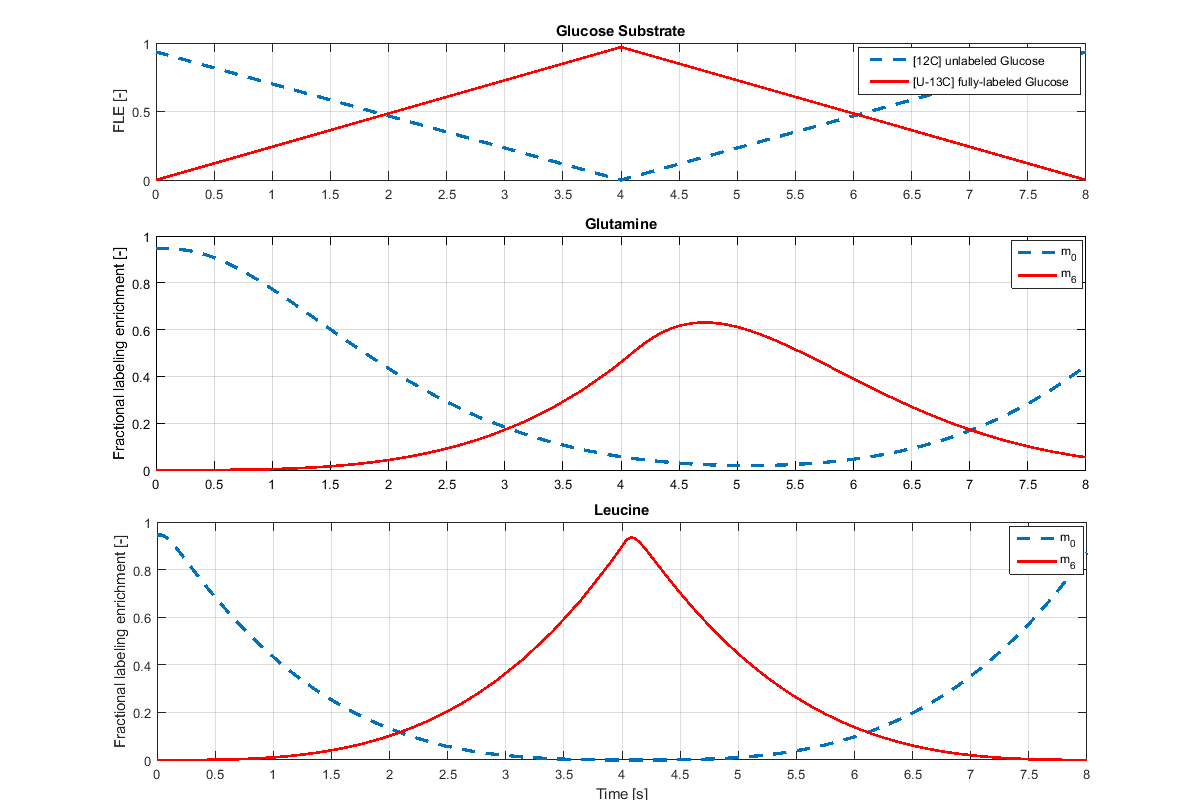 Glucose Substrate
1
0.5
0
FLE [-]
[12C] unlabeled Glucose
[U-13C] fully-labeled Glucose
0 0.5 1 1.5 2 2.5 3 3.5 4 4.5 5 5.5 6 6.5 7 7.5 8
Glutamine
1
0.8
0.6
0.4
0.2
0
Fractional labeling enrichment [-]
m0
m6
0 0.5 1 1.5 2 2.5 3 3.5 4 4.5 5 5.5 6 6.5 7 7.5 8
Leucine
1
0.8
0.6
0.4
0.2
0
Fractional labeling enrichment [-]
m0
m6
0 0.5 1 1.5 2 2.5 3 3.5 4 4.5 5 5.5 6 6.5 7 7.5 8
Time [s]